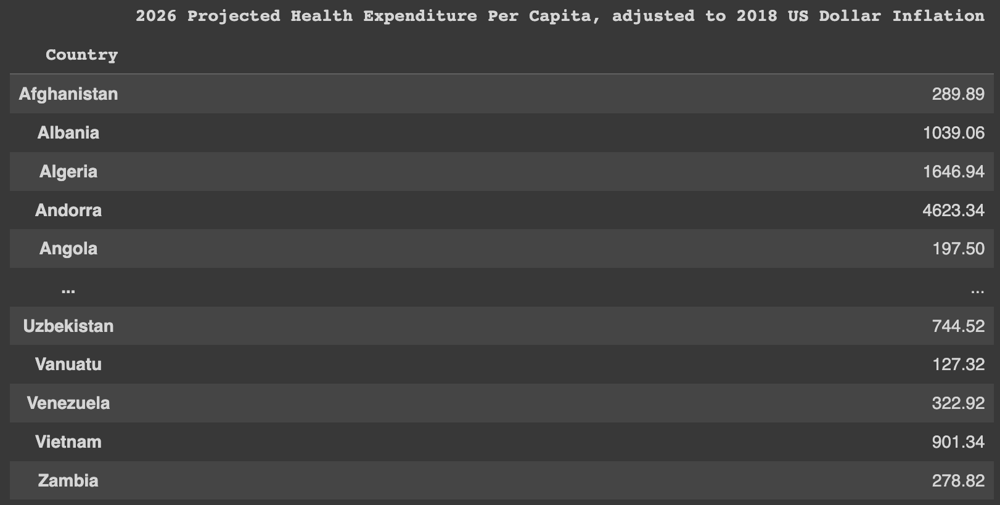 2026 Projected Health Expenditure Per Capita, adjusted to 2018 US Dollar Inflation
Country
Afghanistan 289.89
Albania 1039.06
Algeria 1646.94
Andorra 4623.34
Angola 197.50
... ...
Uzbekistan 744.52
Vanuatu 127.32
Venezuela 322.92
Vietnam 901.34
Zambia 278.82